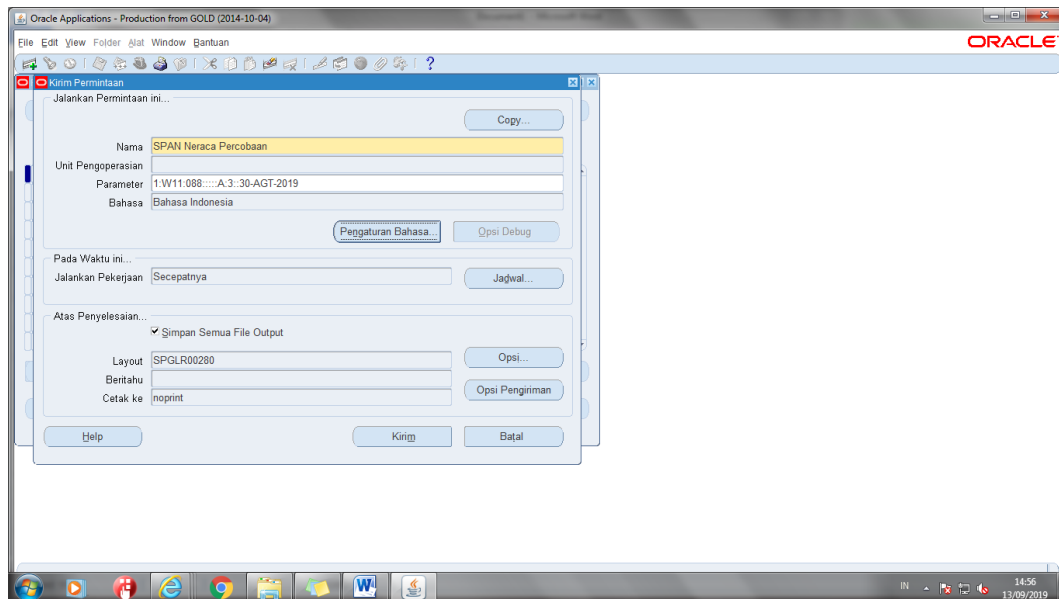 Oracle Applications - Production from GOLD (2014-10-04)
File Edit View Folder Alat Window Bantuan
ORACLE
Kirim Permintaan
Jalankan Permintaan ini...
Copy...
Nama SPAN Neraca Percobaan
Unit Pengoperasian
Parameter 1:W11:088:::::A:3::30-AGT-2019
Bahasa Bahasa Indonesia
Pengaturan Bahasa... Opsi Debug
Pada Waktu ini...
Jalankan Pekerjaan Secepatnya Jadwal...
Atas Penyelesaian...
Simpan Semua File Output
Layout SPGLR00280 Opsi...
Beritahu
Cetak ke noprint Opsi Pengiriman
Help Kirim Batal
IN 14:56
13/09/2019